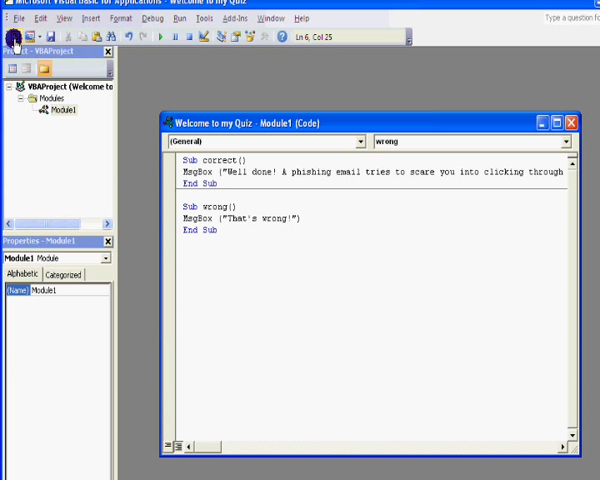 Microsoft Visual Basic for Applications - Welcome to my Quiz
File Edit View Insert Format Debug Run Tools Add-Ins Window Help
Type a question fo
Ln 6, Col 25
Project - VBAProject
VBAProject (Welcome to
Modules
Module1
Properties - Module1
Module1 Module
Alphabetic Categorized
(Name) Module1
Welcome to my Quiz - Module1 (Code)
(General) wrong
Sub correct()
MsgBox ("Well done! A phishing email tries to scare you into clicking through
End Sub
Sub wrong()
MsgBox ("That's wrong!")
End Sub